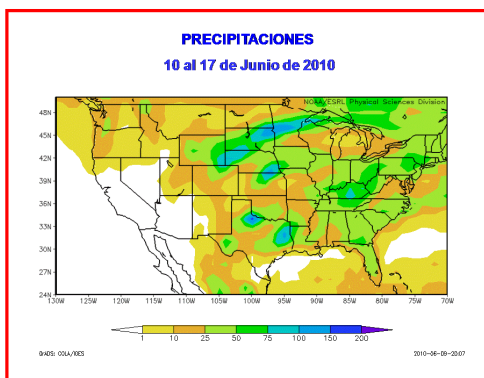 PRECIPITACIONES
10 al 17 de Junio de 2010
NOAA/ESRL Physical Sciences Division
48N
45N
42N
39N
36N
33N
30N
27N
24N
130W 125W 120W 115W 110W 105W 100W 95W 90W 85W 80W 75W 70W
1 10 25 50 75 100 150 200
GrADS: COLA/IGES 2010-06-09-20:07